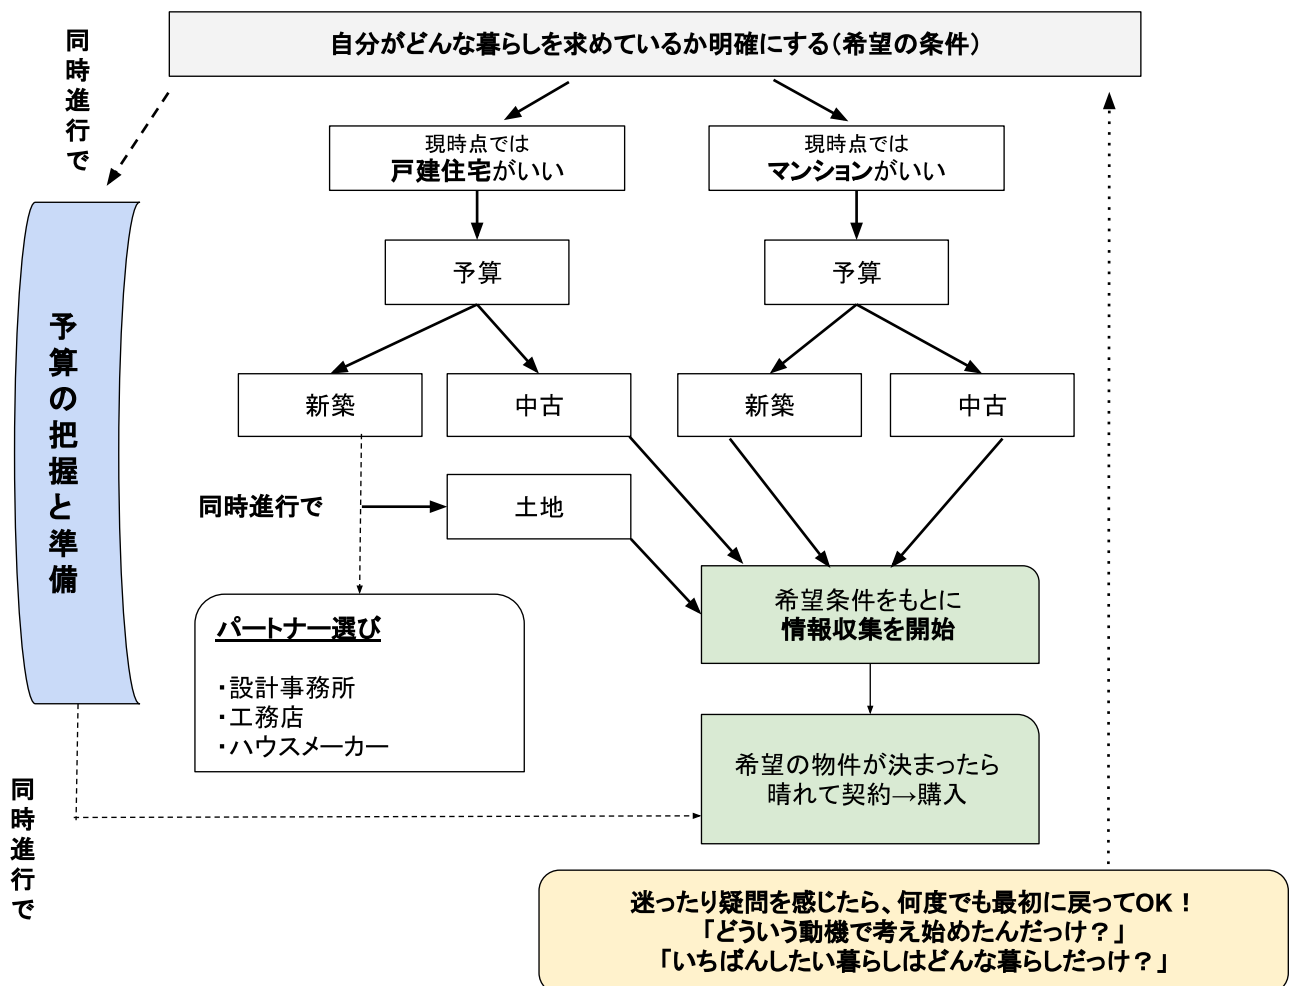 自分がどんな暮らしを求めているか明確にする（希望の条件）
同時進行で
現時点では
戸建住宅がいい
現時点では
マンションがいい
予算
予算
予算の把握と準備
新築
中古
新築
中古
同時進行で
土地
希望条件をもとに
情報収集を開始
パートナー選び
・設計事務所
・工務店
・ハウスメーカー
希望の物件が決まったら
晴れて契約→購入
同時進行で
迷ったり疑問を感じたら、何度でも最初に戻ってOK！
「どういう動機で考え始めたんだっけ？」
「いちばんしたい暮らしはどんな暮らしだっけ？」